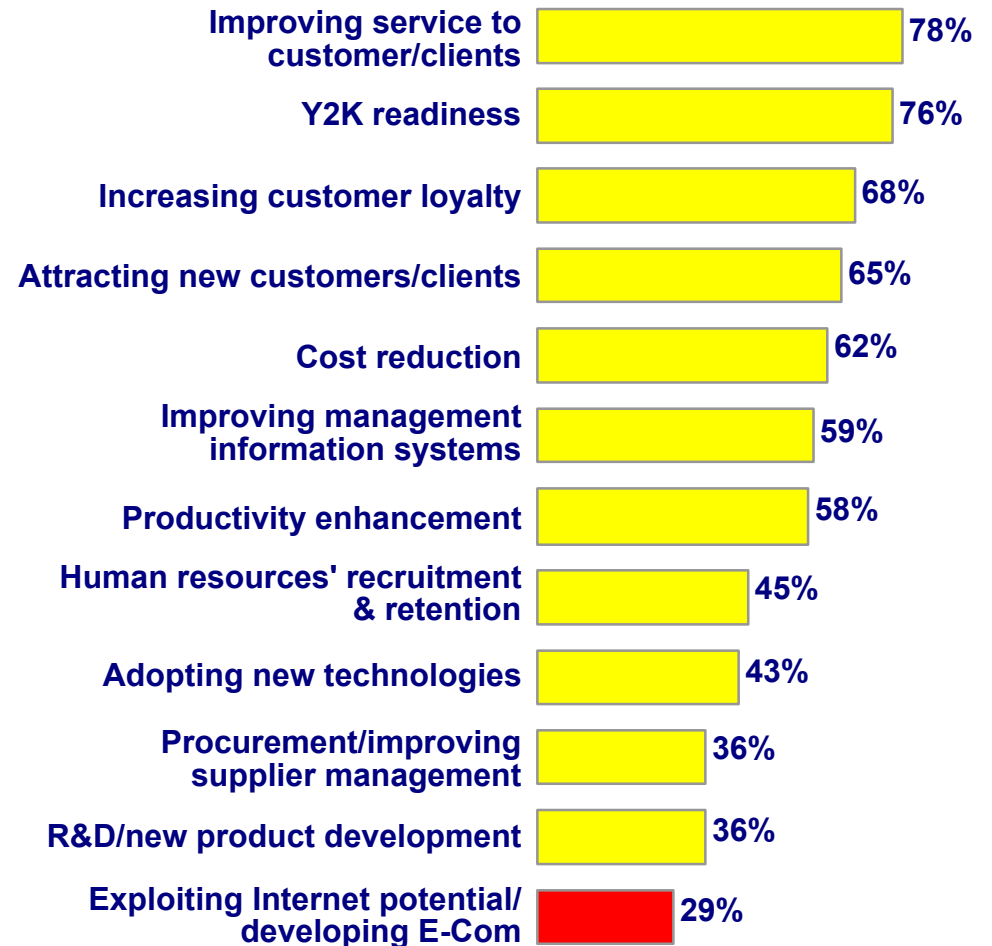 Improving service to
customer/clients
78%
Y2K readiness
76%
Increasing customer loyalty
68%
Attracting new customers/clients
65%
Cost reduction
62%
Improving management
information systems
59%
Productivity enhancement
58%
Human resources' recruitment
& retention
45%
Adopting new technologies
43%
Procurement/improving
supplier management
36%
R&D/new product development
36%
Exploiting Internet potential/
developing E-Com
29%